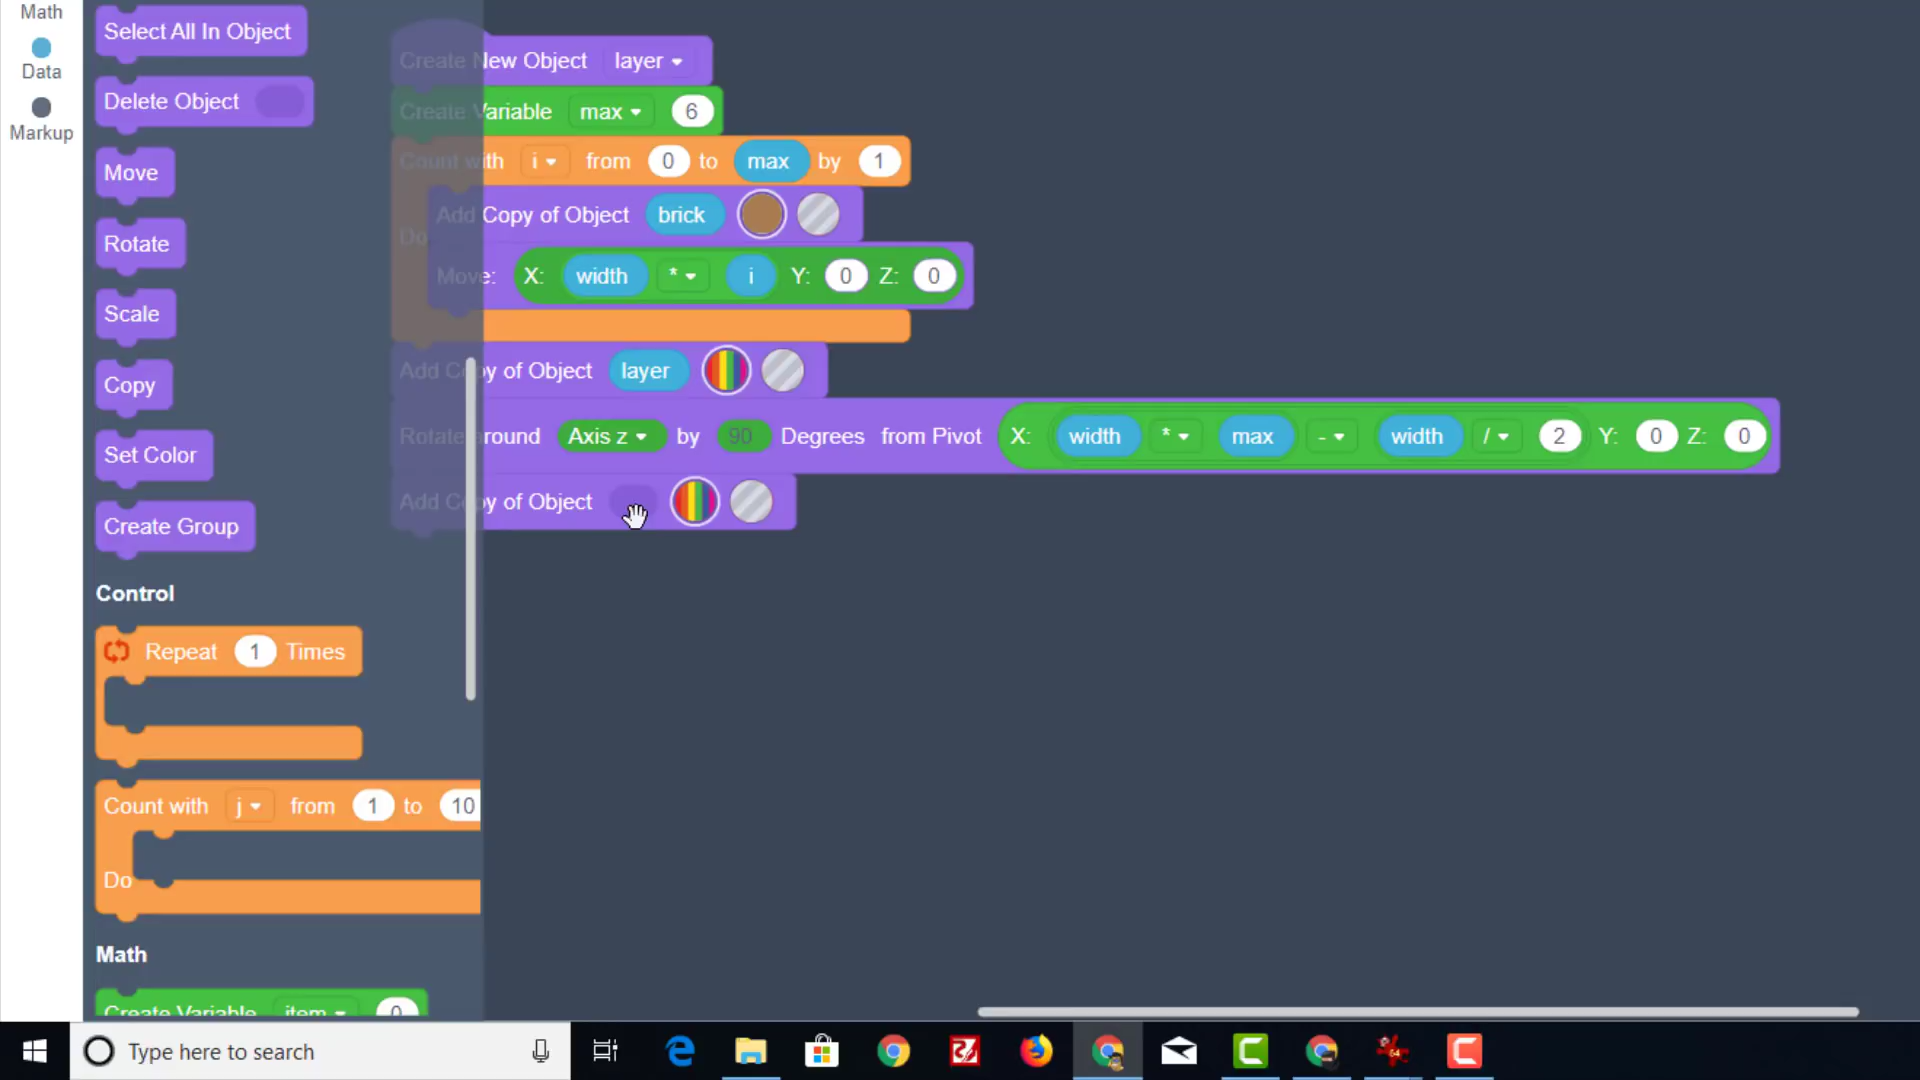 Math
Data
Markup
Select All In Object
Delete Object
Move
Rotate
Scale
Copy
Set Color
Create Group
Control
Repeat 1 Times
Count with j from 1 to 10
Do
Math
Create Variable item 0
Create New Object layer
Create Variable max 6
Count with i from 0 to max by 1
Do
Add Copy of Object brick
Move: X: width * i Y: 0 Z: 0
Add Copy of Object layer
Rotate around Axis z by 90 Degrees from Pivot X: width * max - width / 2 Y: 0 Z: 0
Add Copy of Object
Type here to search
64